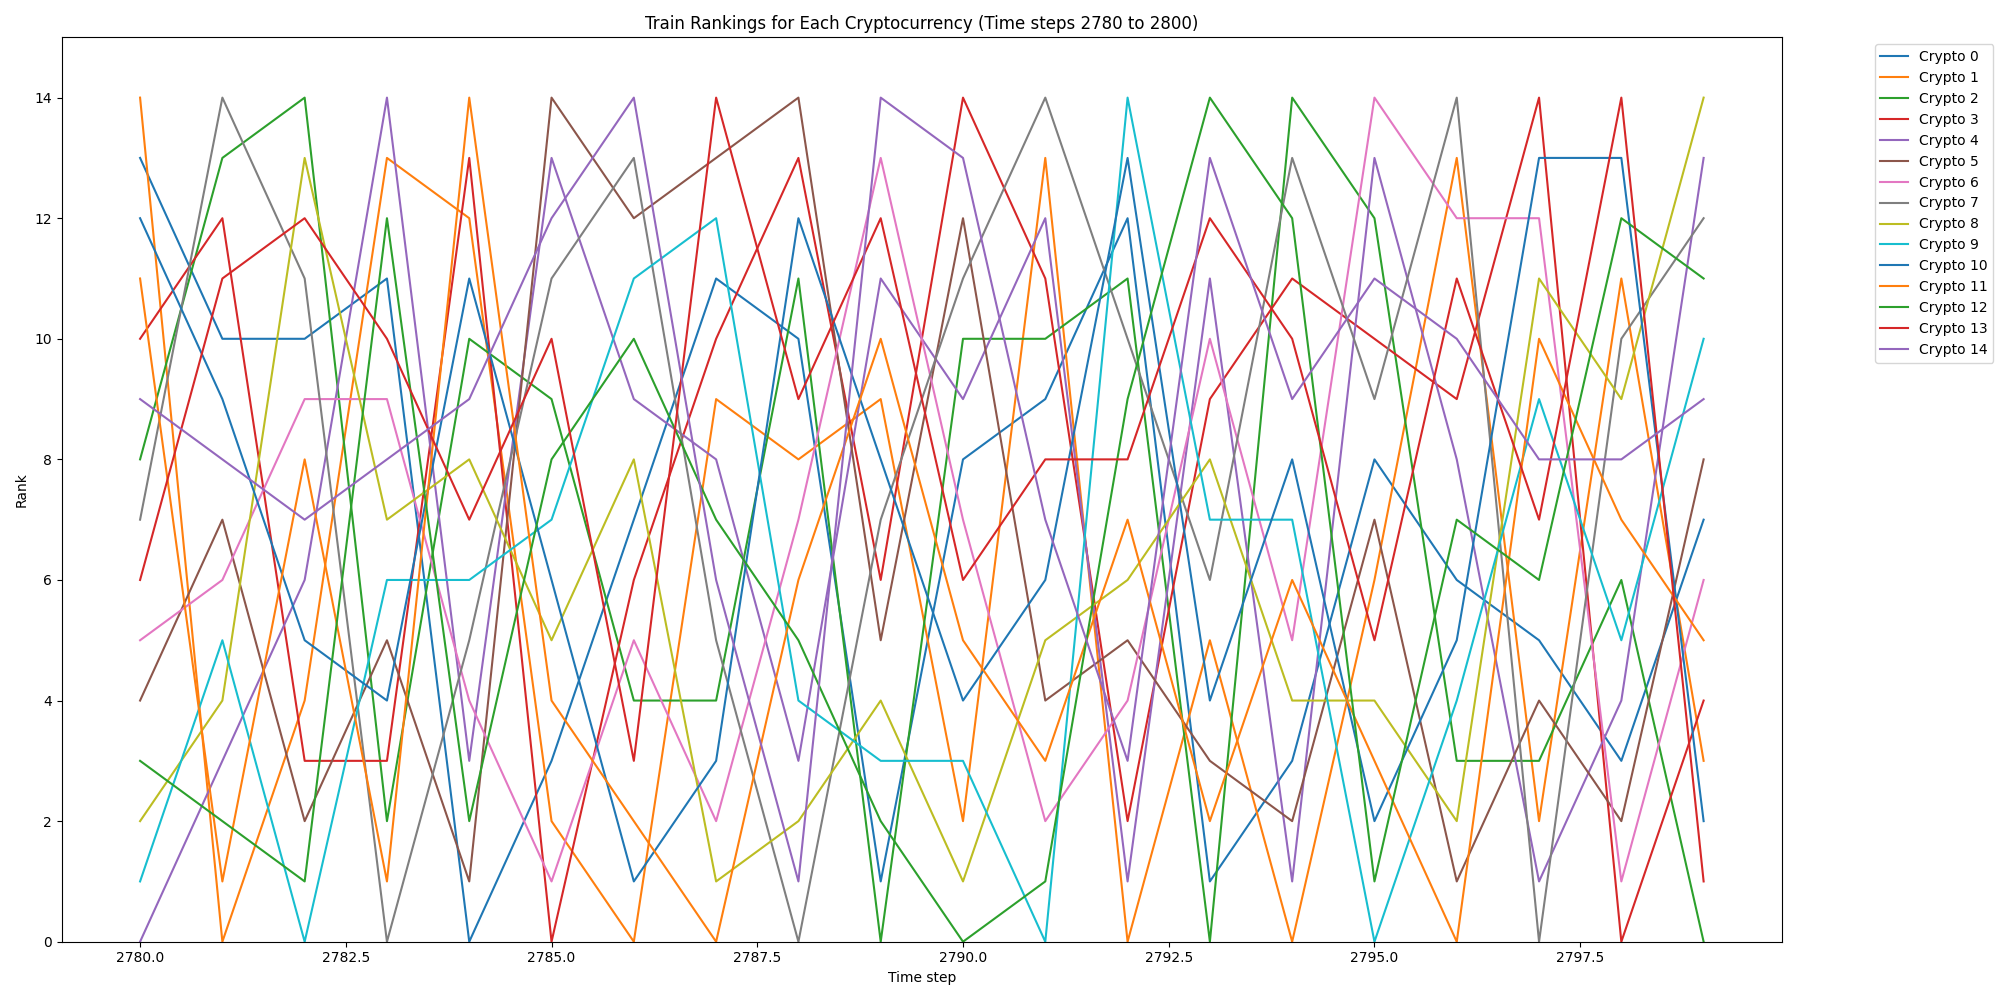 Train Rankings for Each Cryptocurrency (Time steps 2780 to 2800)
Rank
14
12
10
8
6
4
2
0
2780.0
2782.5
2785.0
2787.5
2790.0
2792.5
2795.0
2797.5
Time step
Crypto 0
Crypto 1
Crypto 2
Crypto 3
Crypto 4
Crypto 5
Crypto 6
Crypto 7
Crypto 8
Crypto 9
Crypto 10
Crypto 11
Crypto 12
Crypto 13
Crypto 14